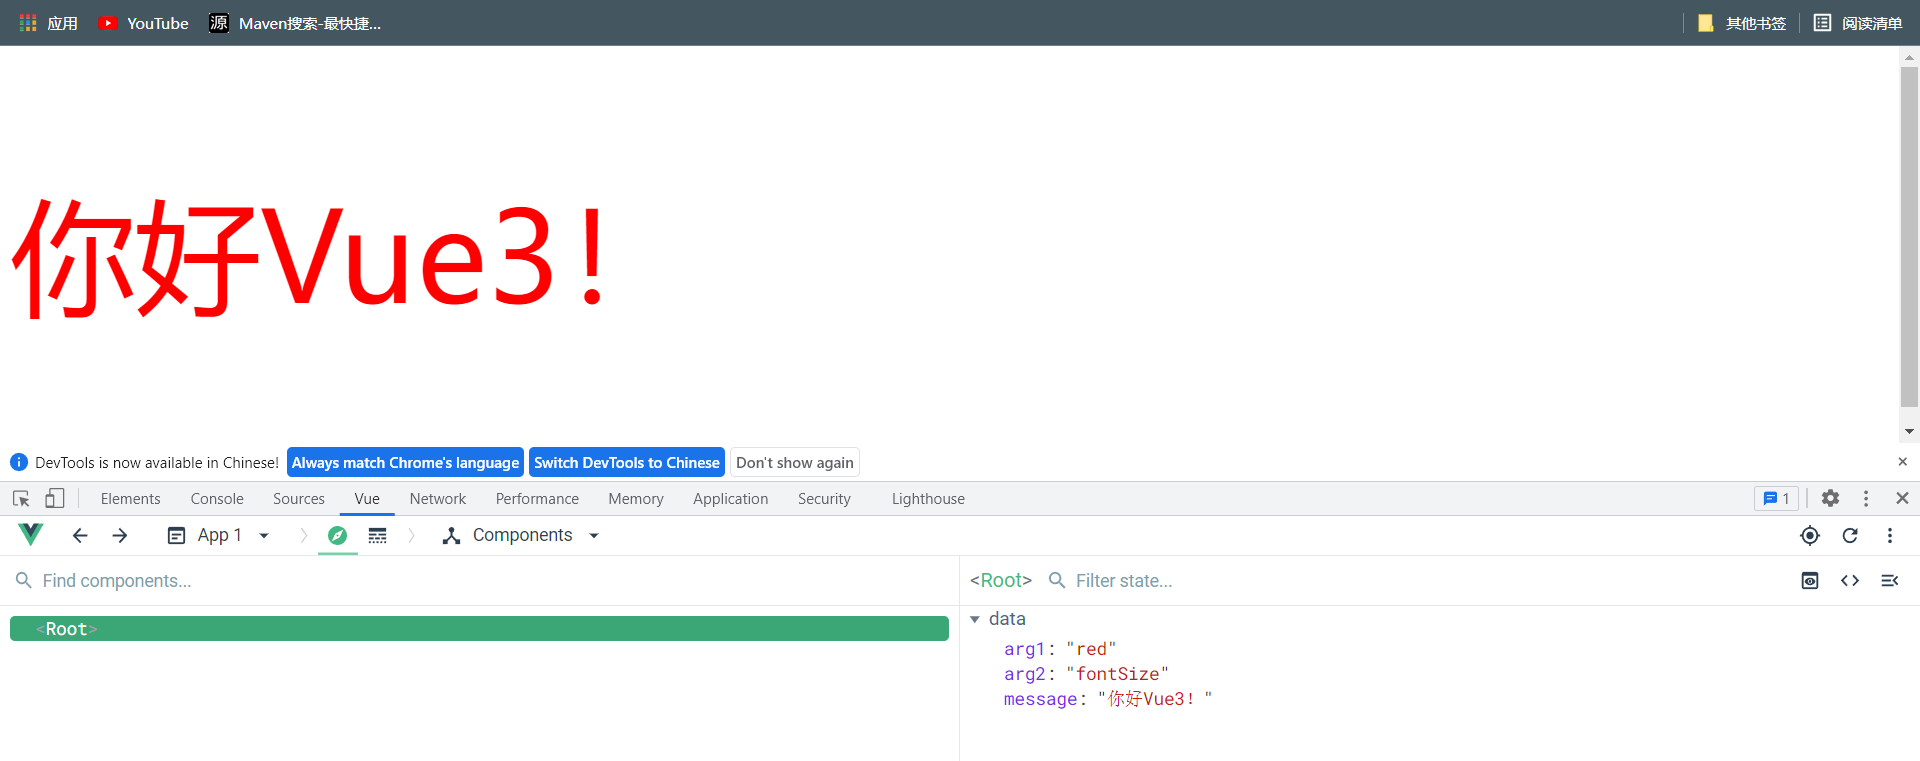 应用 YouTube 源 Maven搜索-最快捷... 其他书签 阅读清单
你好Vue3！
DevTools is now available in Chinese! Always match Chrome's language Switch DevTools to Chinese Don't show again
Elements Console Sources Vue Network Performance Memory Application Security Lighthouse 1
App 1 Components
Find components... <Root> Filter state...
<Root> data
arg1: "red"
arg2: "fontSize"
message: "你好Vue3！"